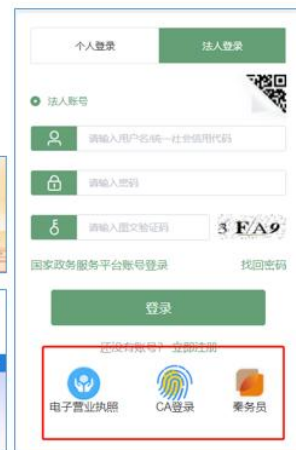 个人登录 法人登录
法人账号
请输入用户名/统一社会信用代码
请输入密码
请输入图文验证码 3 F A 9
国家政务服务平台账号登录 找回密码
登录
还没有账号? 立即注册
电子营业执照 CA登录 秦务员